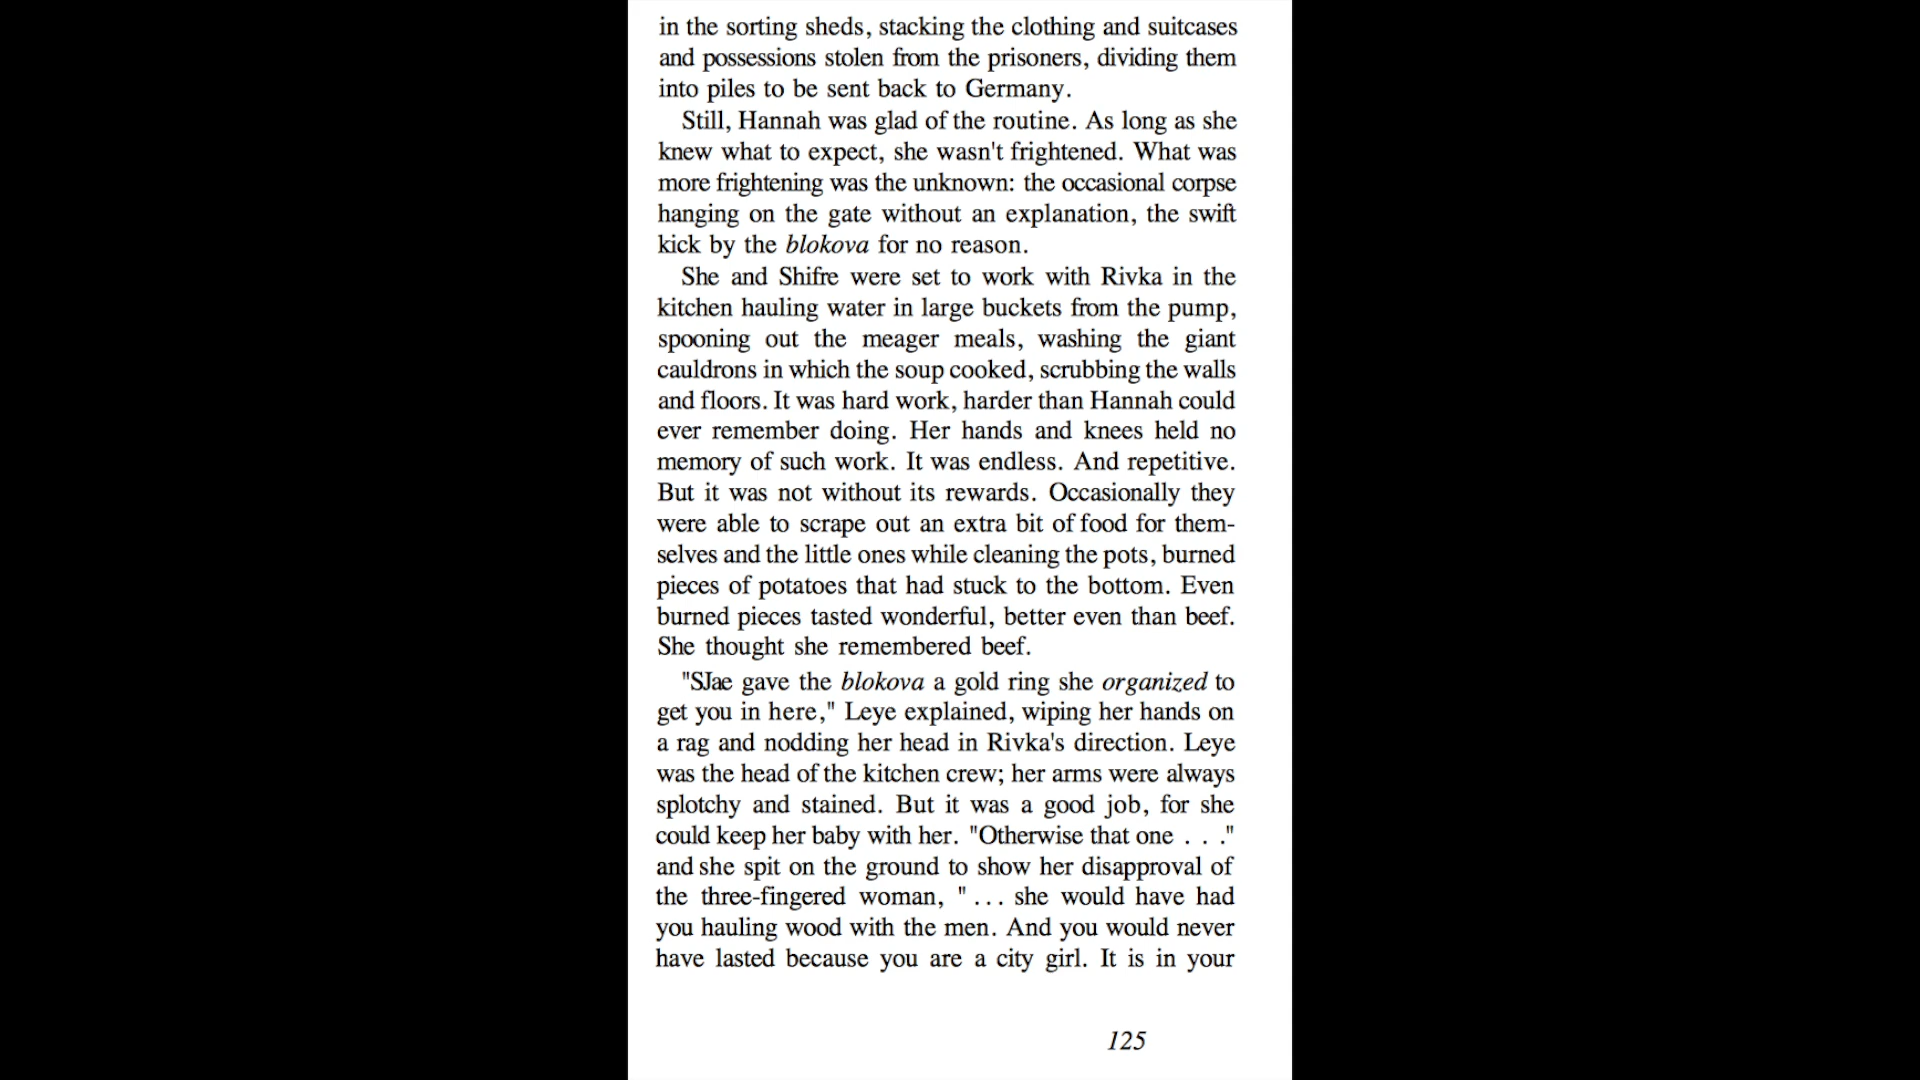 in the sorting sheds, stacking the clothing and suitcases
and possessions stolen from the prisoners, dividing them
into piles to be sent back to Germany.
Still, Hannah was glad of the routine. As long as she
knew what to expect, she wasn't frightened. What was
more frightening was the unknown: the occasional corpse
hanging on the gate without an explanation, the swift
kick by the blokova for no reason.
She and Shifre were set to work with Rivka in the
kitchen hauling water in large buckets from the pump,
spooning out the meager meals, washing the giant
cauldrons in which the soup cooked, scrubbing the walls
and floors. It was hard work, harder than Hannah could
ever remember doing. Her hands and knees held no
memory of such work. It was endless. And repetitive.
But it was not without its rewards. Occasionally they
were able to scrape out an extra bit of food for them-
selves and the little ones while cleaning the pots, burned
pieces of potatoes that had stuck to the bottom. Even
burned pieces tasted wonderful, better even than beef.
She thought she remembered beef.
"SJae gave the blokova a gold ring she organized to
get you in here," Leye explained, wiping her hands on
a rag and nodding her head in Rivka's direction. Leye
was the head of the kitchen crew; her arms were always
splotchy and stained. But it was a good job, for she
could keep her baby with her. "Otherwise that one . . ."
and she spit on the ground to show her disapproval of
the three-fingered woman, " ... she would have had
you hauling wood with the men. And you would never
have lasted because you are a city girl. It is in your
125